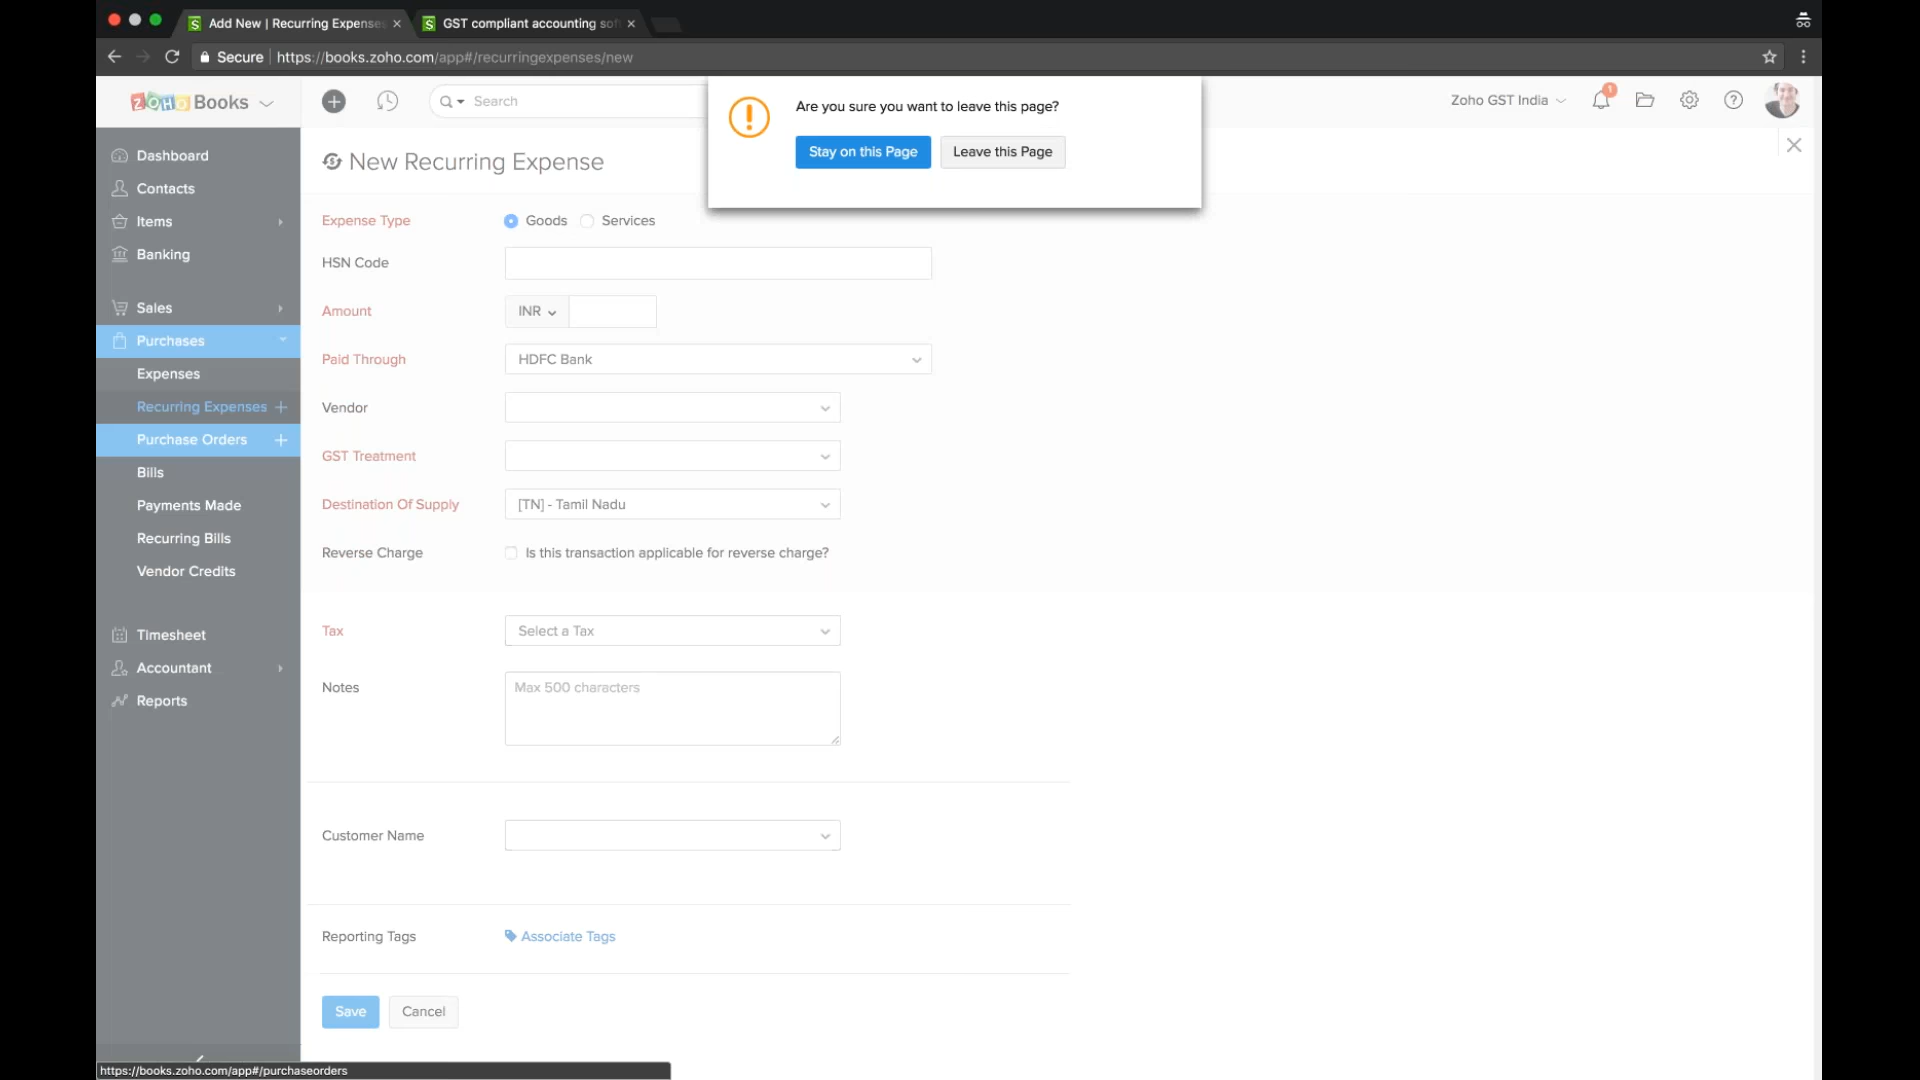 Add New | Recurring Expenses
GST compliant accounting sof
Secure
https://books.zoho.com/app#/recurringexpenses/new
ZOHO Books
Search
Are you sure you want to leave this page?
Stay on this Page
Leave this Page
Zoho GST India
1
Dashboard
Contacts
Items
Banking
Sales
Purchases
Expenses
Recurring Expenses
Purchase Orders
Bills
Payments Made
Recurring Bills
Vendor Credits
Timesheet
Accountant
Reports
New Recurring Expense
Expense Type
Goods
Services
HSN Code
Amount
INR
Paid Through
HDFC Bank
Vendor
GST Treatment
Destination Of Supply
[TN] - Tamil Nadu
Reverse Charge
Is this transaction applicable for reverse charge?
Tax
Select a Tax
Notes
Max 500 characters
Customer Name
Reporting Tags
Associate Tags
Save
Cancel
https://books.zoho.com/app#/purchaseorders